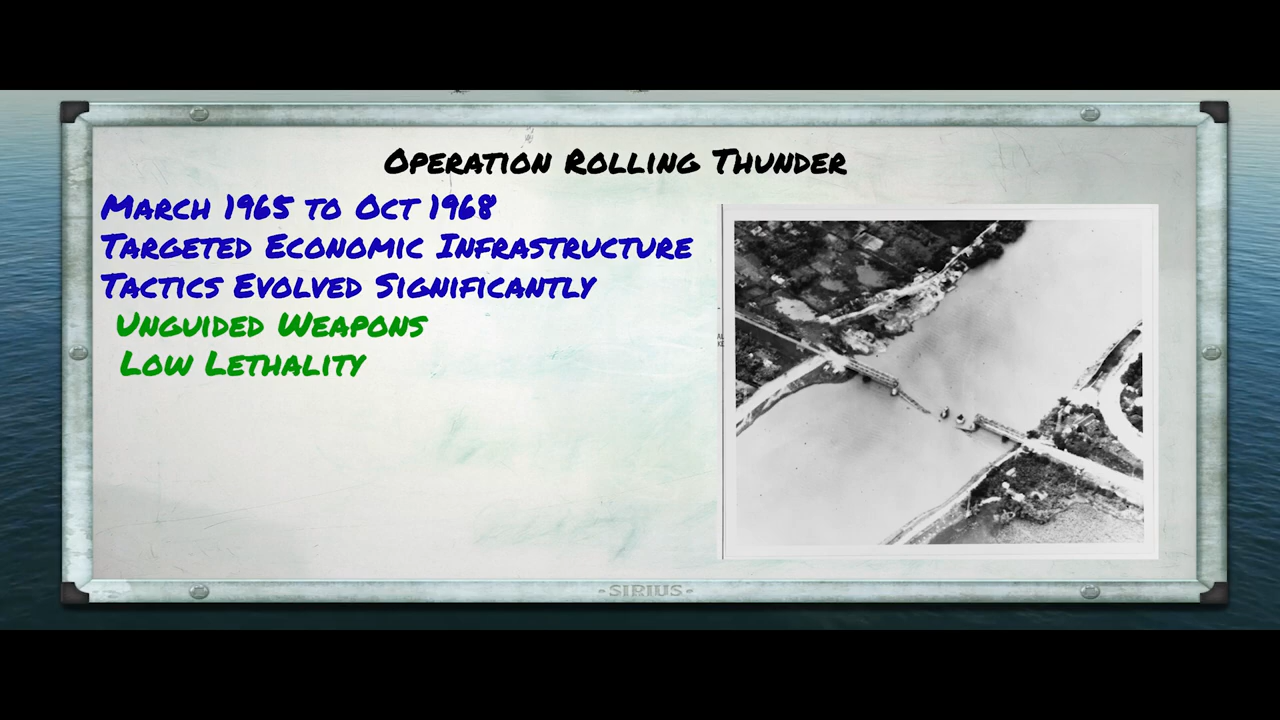 Operation Rolling Thunder
March 1965 to Oct 1968
Targeted Economic Infrastructure
Tactics Evolved Significantly
Unguided Weapons
Low Lethality
- SIRIUS -